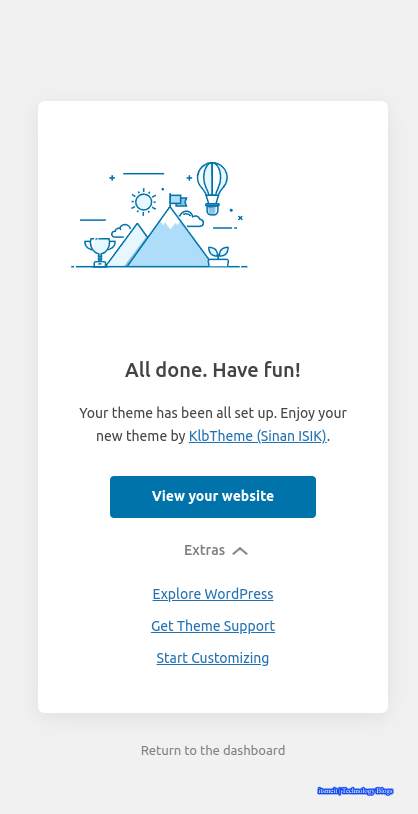 All done. Have fun!
Your theme has been all set up. Enjoy your
new theme by KlbTheme (Sinan ISIK).
View your website
Extras
Explore WordPress
Get Theme Support
Start Customizing
Return to the dashboard
| Technology Blogs